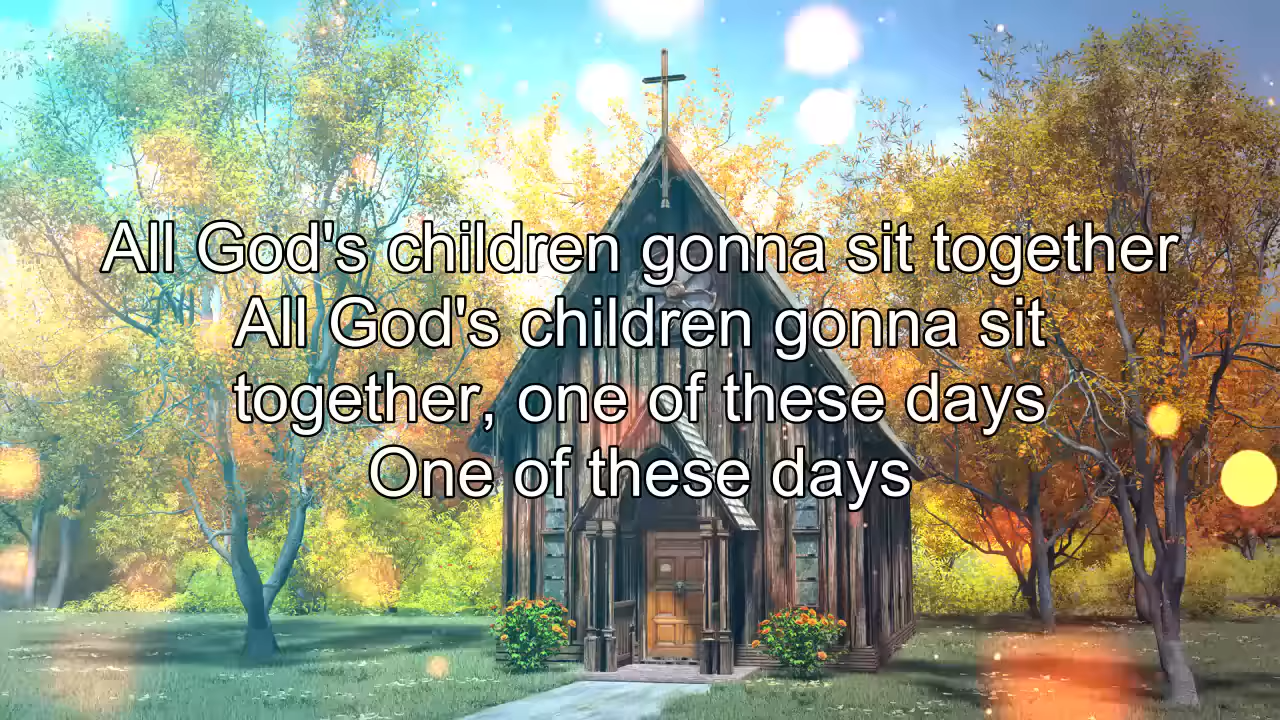 All God's children gonna sit together
All God's children gonna sit
together, one of these days
One of these days